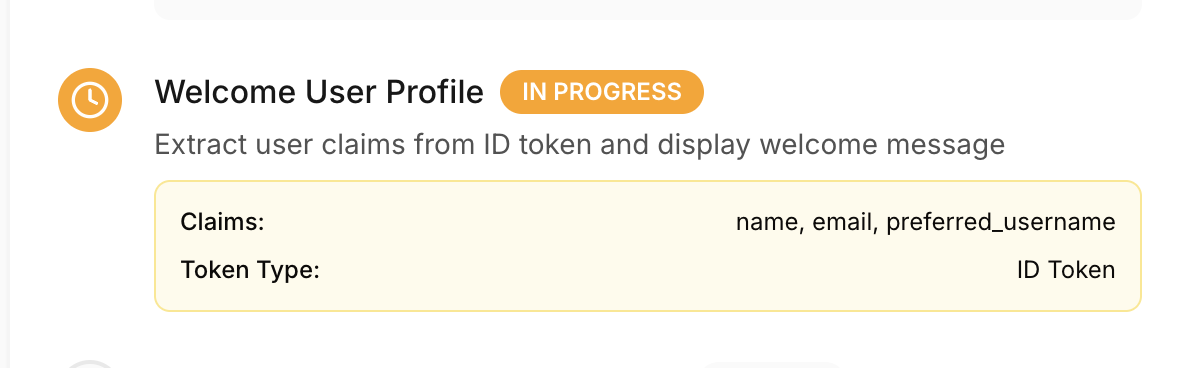 Welcome User Profile IN PROGRESS
Extract user claims from ID token and display welcome message
Claims: name, email, preferred_username
Token Type: ID Token